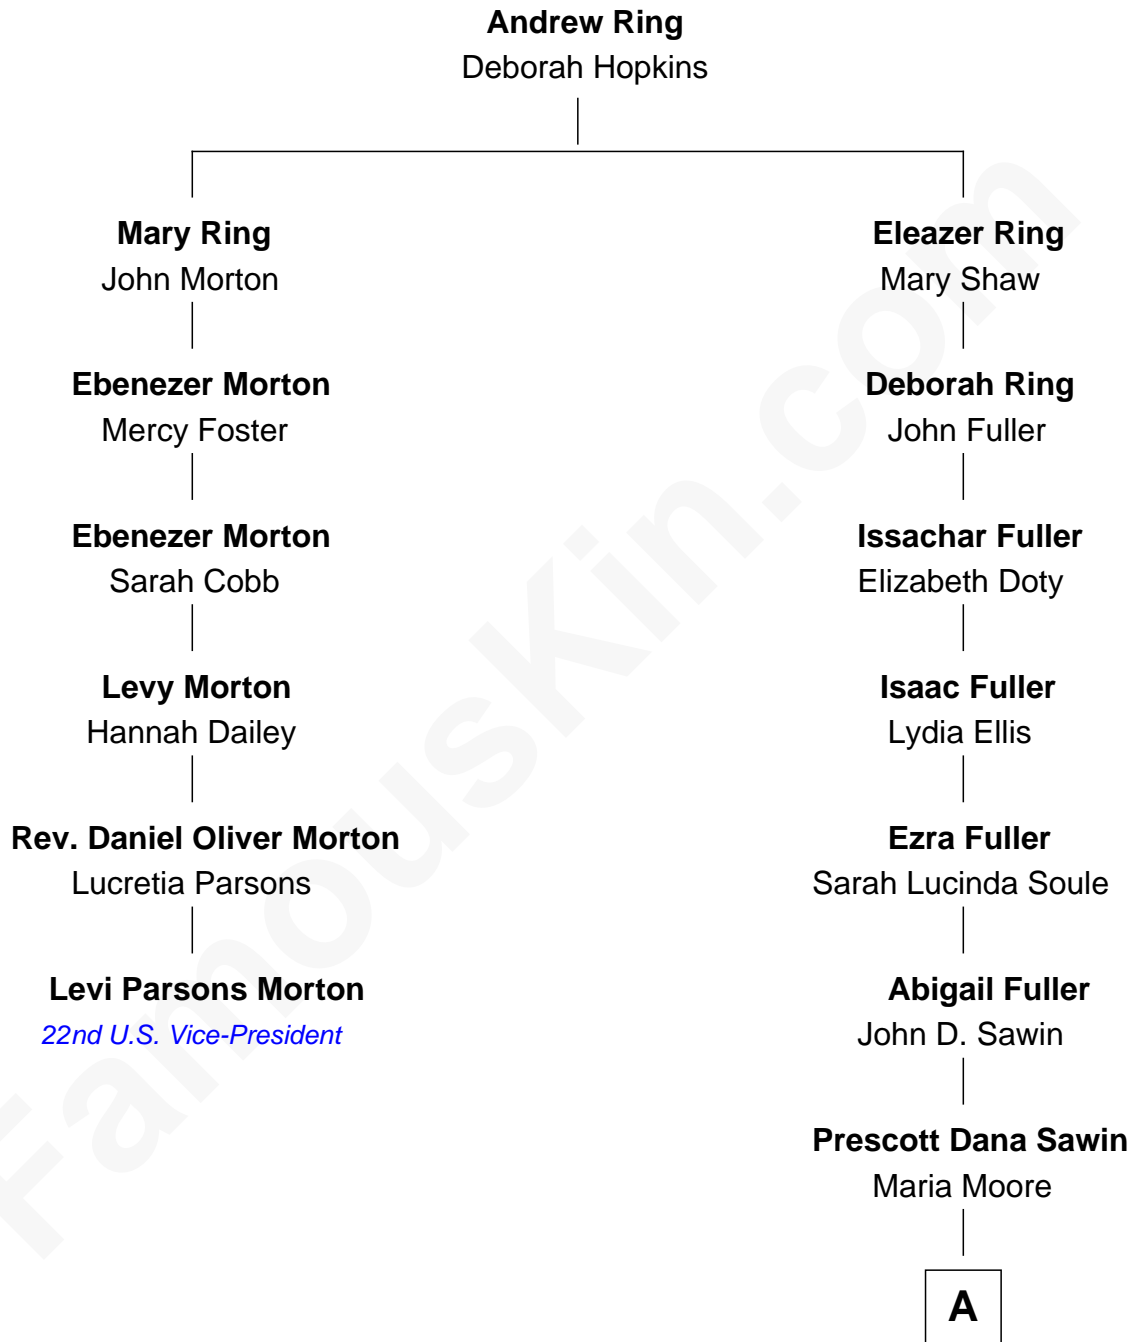 Andrew Ring
Deborah Hopkins
Mary Ring
John Morton
Eleazer Ring
Mary Shaw
Ebenezer Morton
Mercy Foster
Deborah Ring
John Fuller
Ebenezer Morton
Sarah Cobb
Issachar Fuller
Elizabeth Doty
Levy Morton
Hannah Dailey
Isaac Fuller
Lydia Ellis
Rev. Daniel Oliver Morton
Lucretia Parsons
Ezra Fuller
Sarah Lucinda Soule
Levi Parsons Morton
22nd U.S. Vice-President
Abigail Fuller
John D. Sawin
Prescott Dana Sawin
Maria Moore
A
FamousKin.com